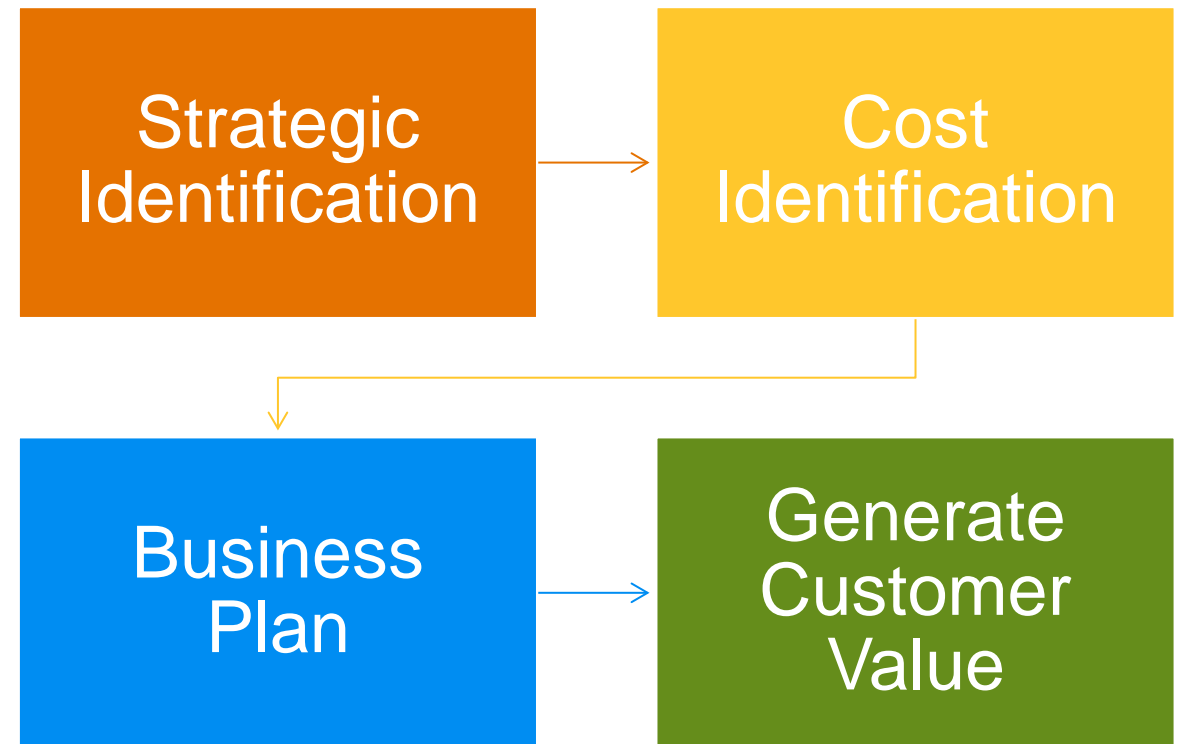 Strategic
Identification
Cost
Identification
Business
Plan
Generate
Customer
Value